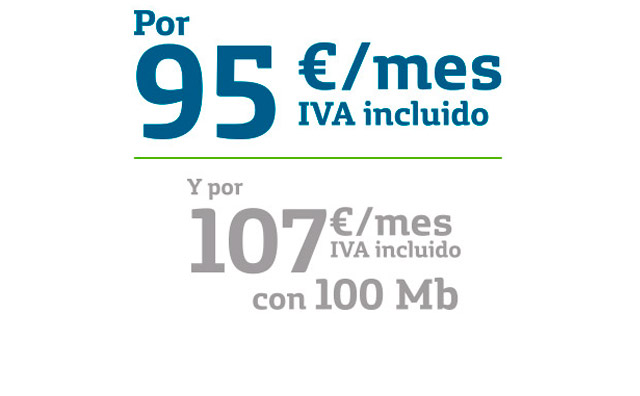 Por
95 €/mes
IVA incluido
Y por
107 €/mes
IVA incluido
con 100 Mb